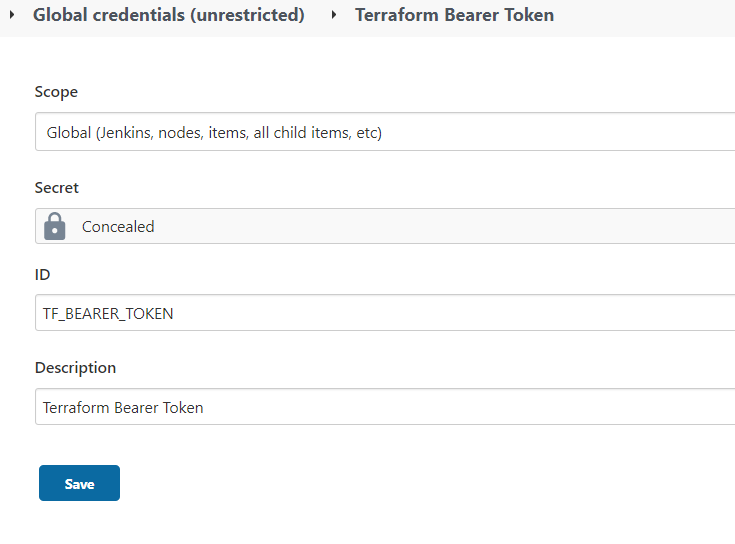 Global credentials (unrestricted) Terraform Bearer Token
Scope
Global (Jenkins, nodes, items, all child items, etc)
Secret
Concealed
ID
TF_BEARER_TOKEN
Description
Terraform Bearer Token
Save